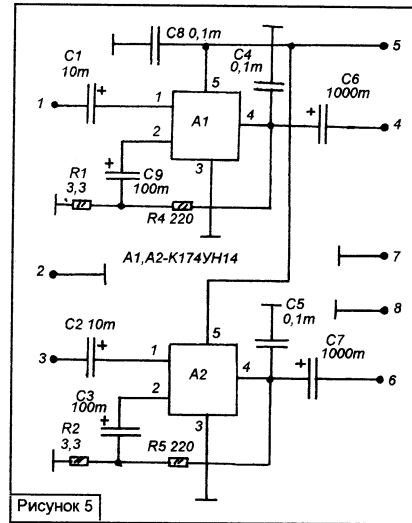 C8 0,1m
5
C1
10m
C4
0,1m
C6
1000m
+
+
1
1
5
4
4
2
A1
3
+
C9
100m
R1
3,3
R4 220
2
A1,A2-К174УН14
7
8
C5
0,1m
C2 10m
C7
1000m
+
+
3
1
5
4
6
2
A2
3
C3
100m
+
R2
3,3
R5 220
Рисунок 5